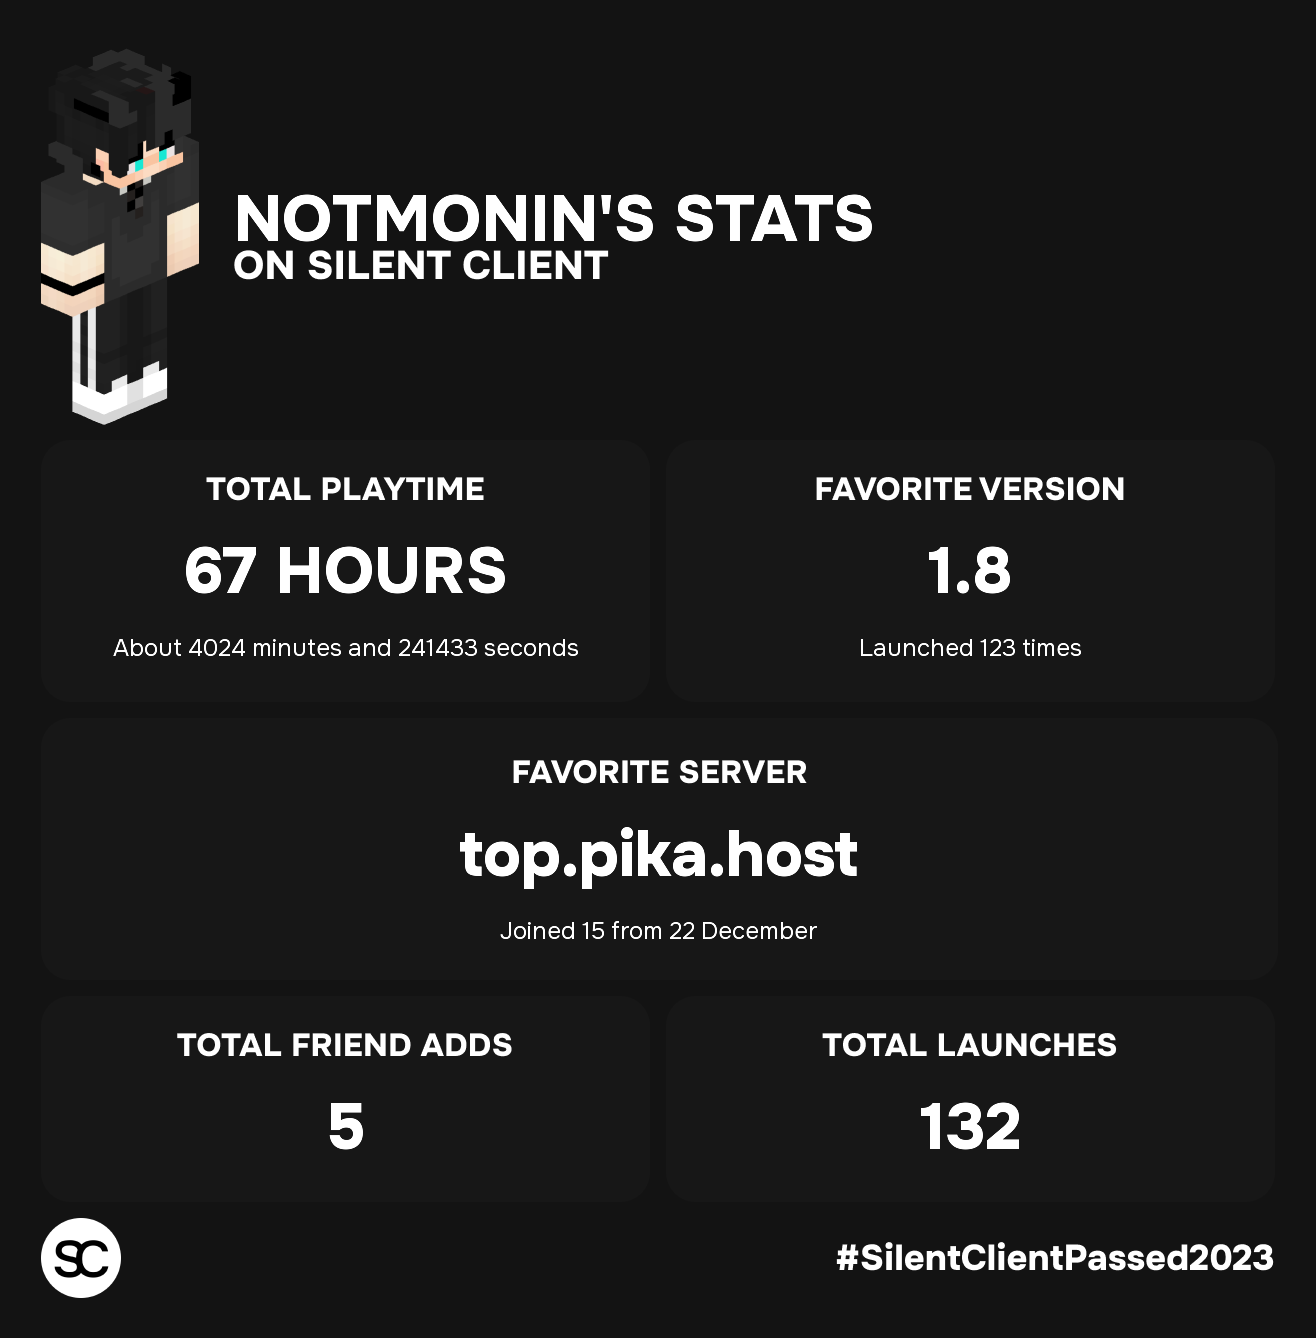 NOTMONIN'S STATS
ON SILENT CLIENT
TOTAL PLAYTIME
67 HOURS
About 4024 minutes and 241433 seconds
FAVORITE VERSION
1.8
Launched 123 times
FAVORITE SERVER
top.pika.host
Joined 15 from 22 December
TOTAL FRIEND ADDS
5
TOTAL LAUNCHES
132
SC
#SilentClientPassed2023